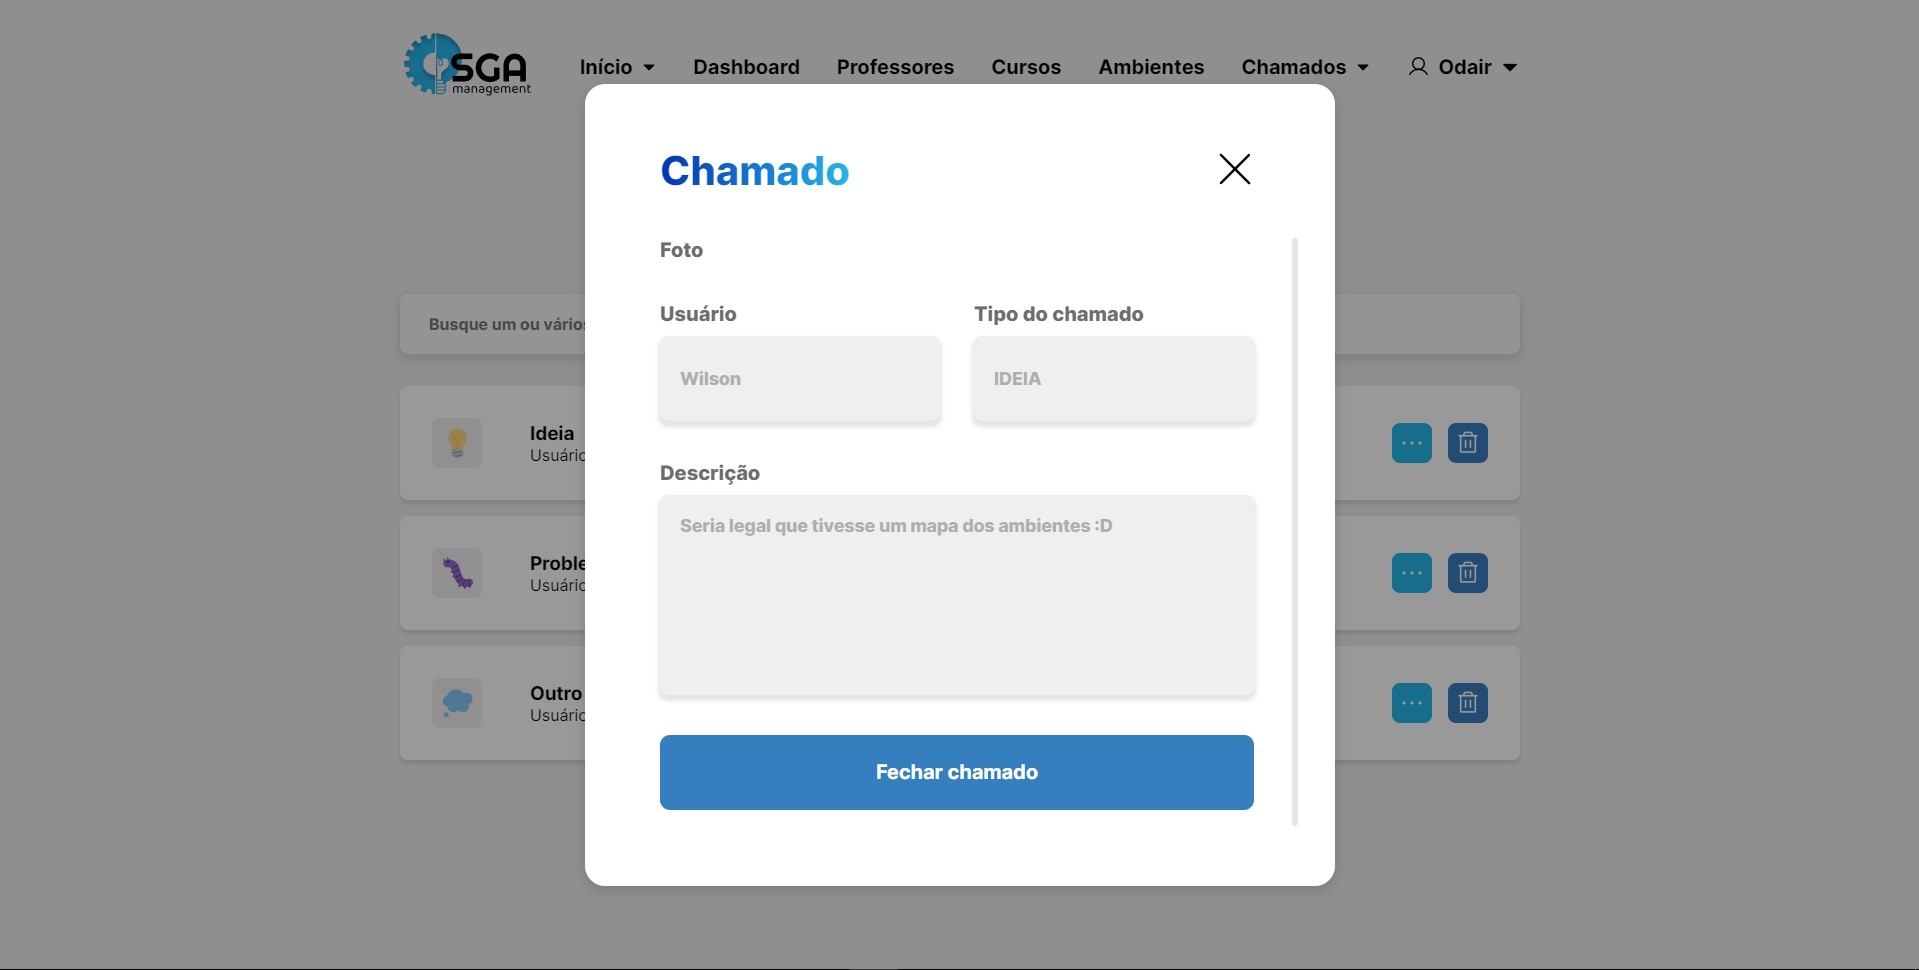 SGA
management
Início
Dashboard
Professores
Cursos
Ambientes
Chamados
Odair
Chamado
Foto
Usuário
Tipo do chamado
Wilson
IDEIA
Descrição
Seria legal que tivesse um mapa dos ambientes :D
Fechar chamado
Busque um ou vários
Ideia
Usuário
Proble
Usuário
Outro
Usuário